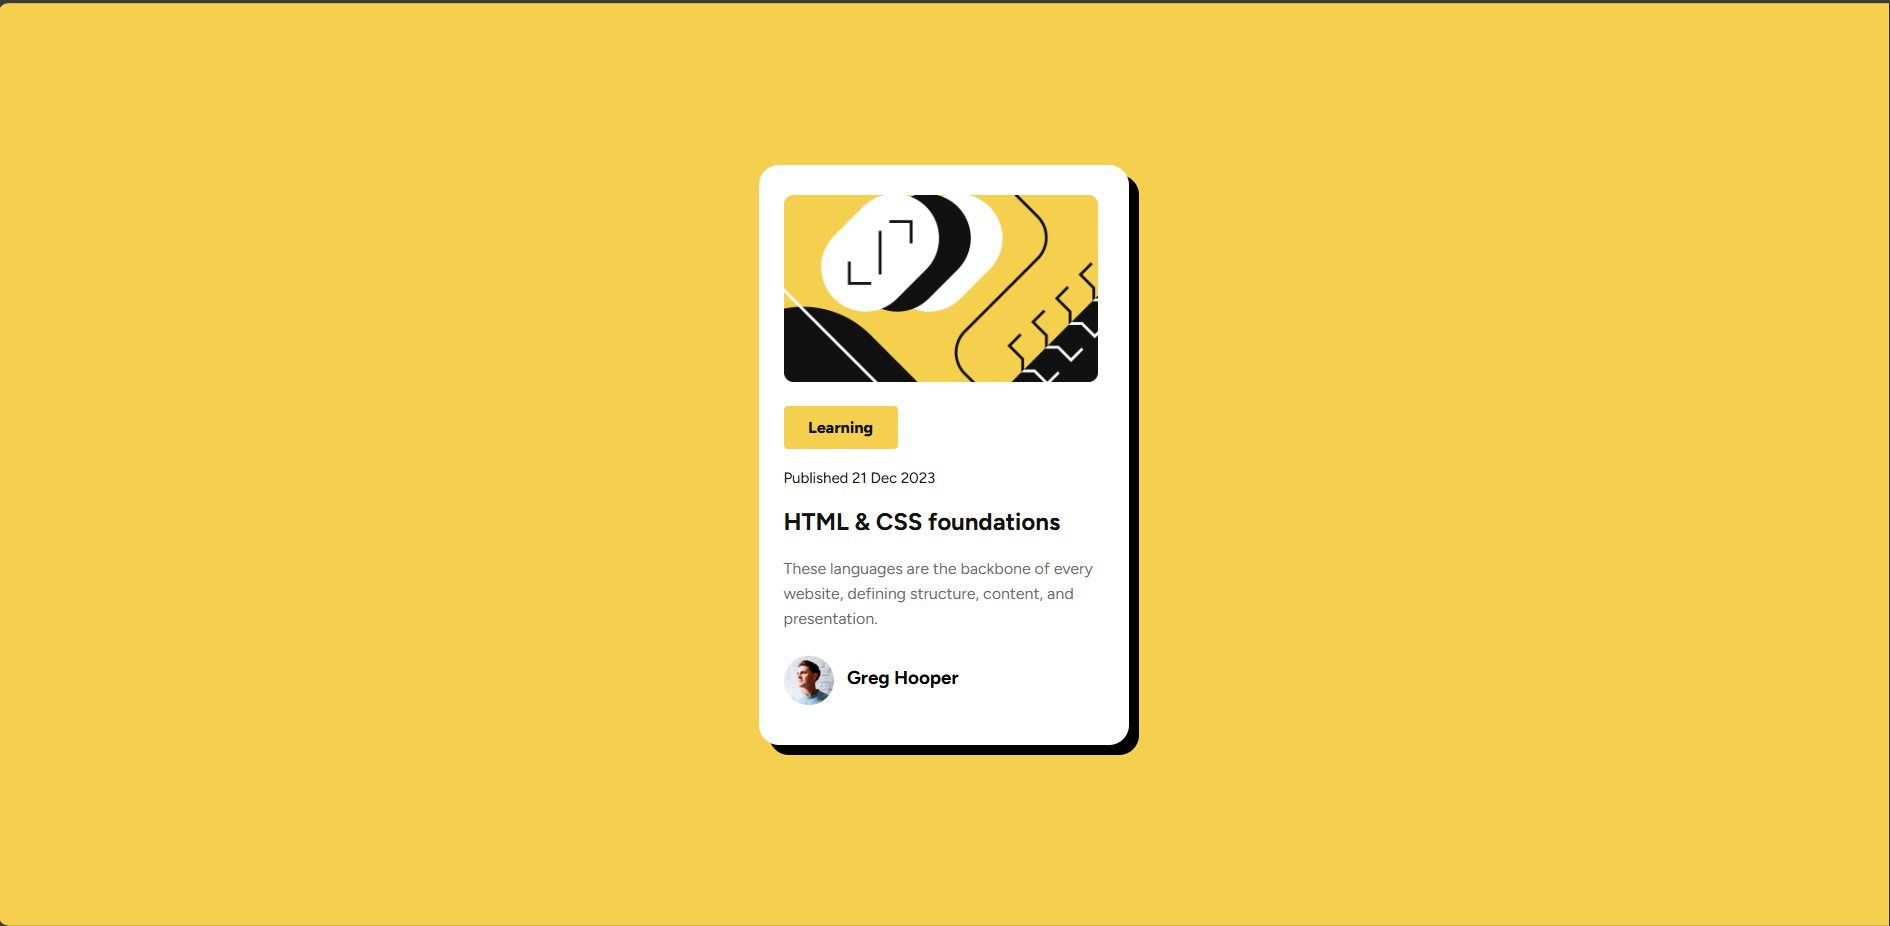 Learning
Published 21 Dec 2023
HTML & CSS foundations
These languages are the backbone of every
website, defining structure, content, and
presentation.
Greg Hooper